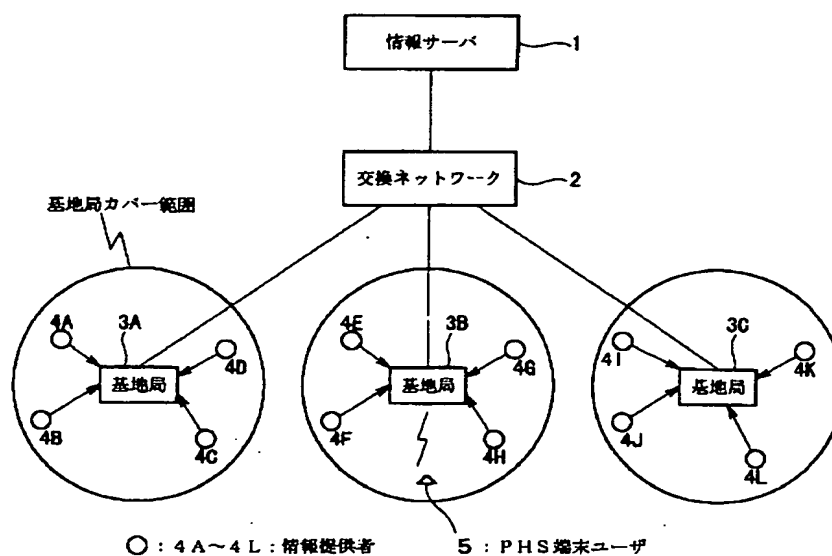 情報サーバ
1
交換ネットワーク
2
基地局カバー範囲
4A
3A
4D
基地局
4B
4C
4E
3B
4G
基地局
4F
4H
4I
3C
4K
基地局
4J
4L
○：4A～4L：情報提供者
5：PHS端末ユーザ